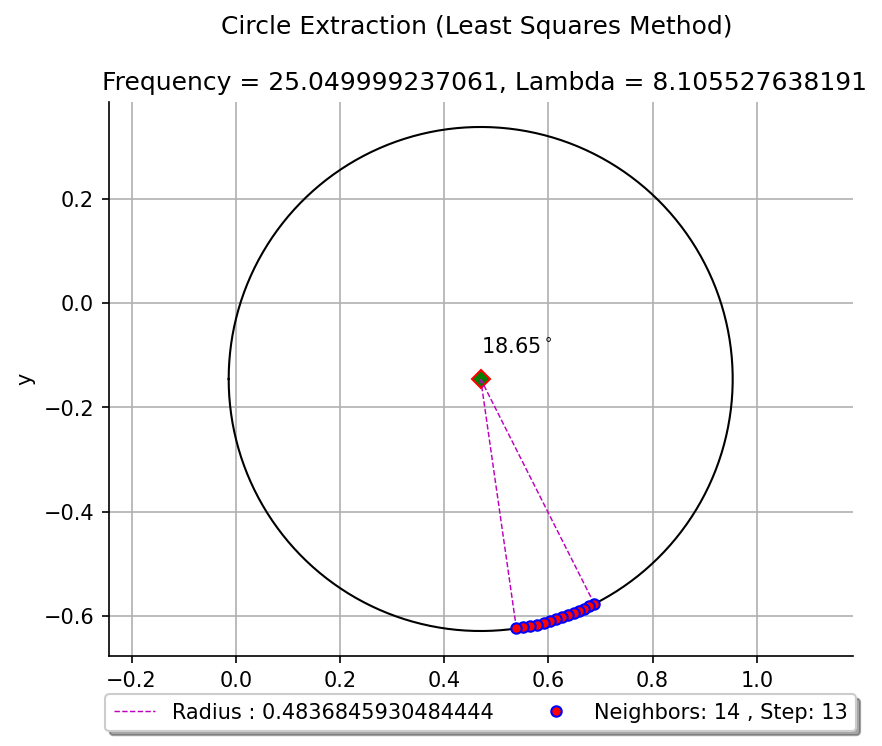 Circle Extraction (Least Squares Method)
Frequency = 25.049999237061, Lambda = 8.105527638191
0.2
0.0
−0.2
−0.4
−0.6
y
18.65°
−0.2 0.0 0.2 0.4 0.6 0.8 1.0
Radius : 0.4836845930484444 Neighbors: 14 , Step: 13